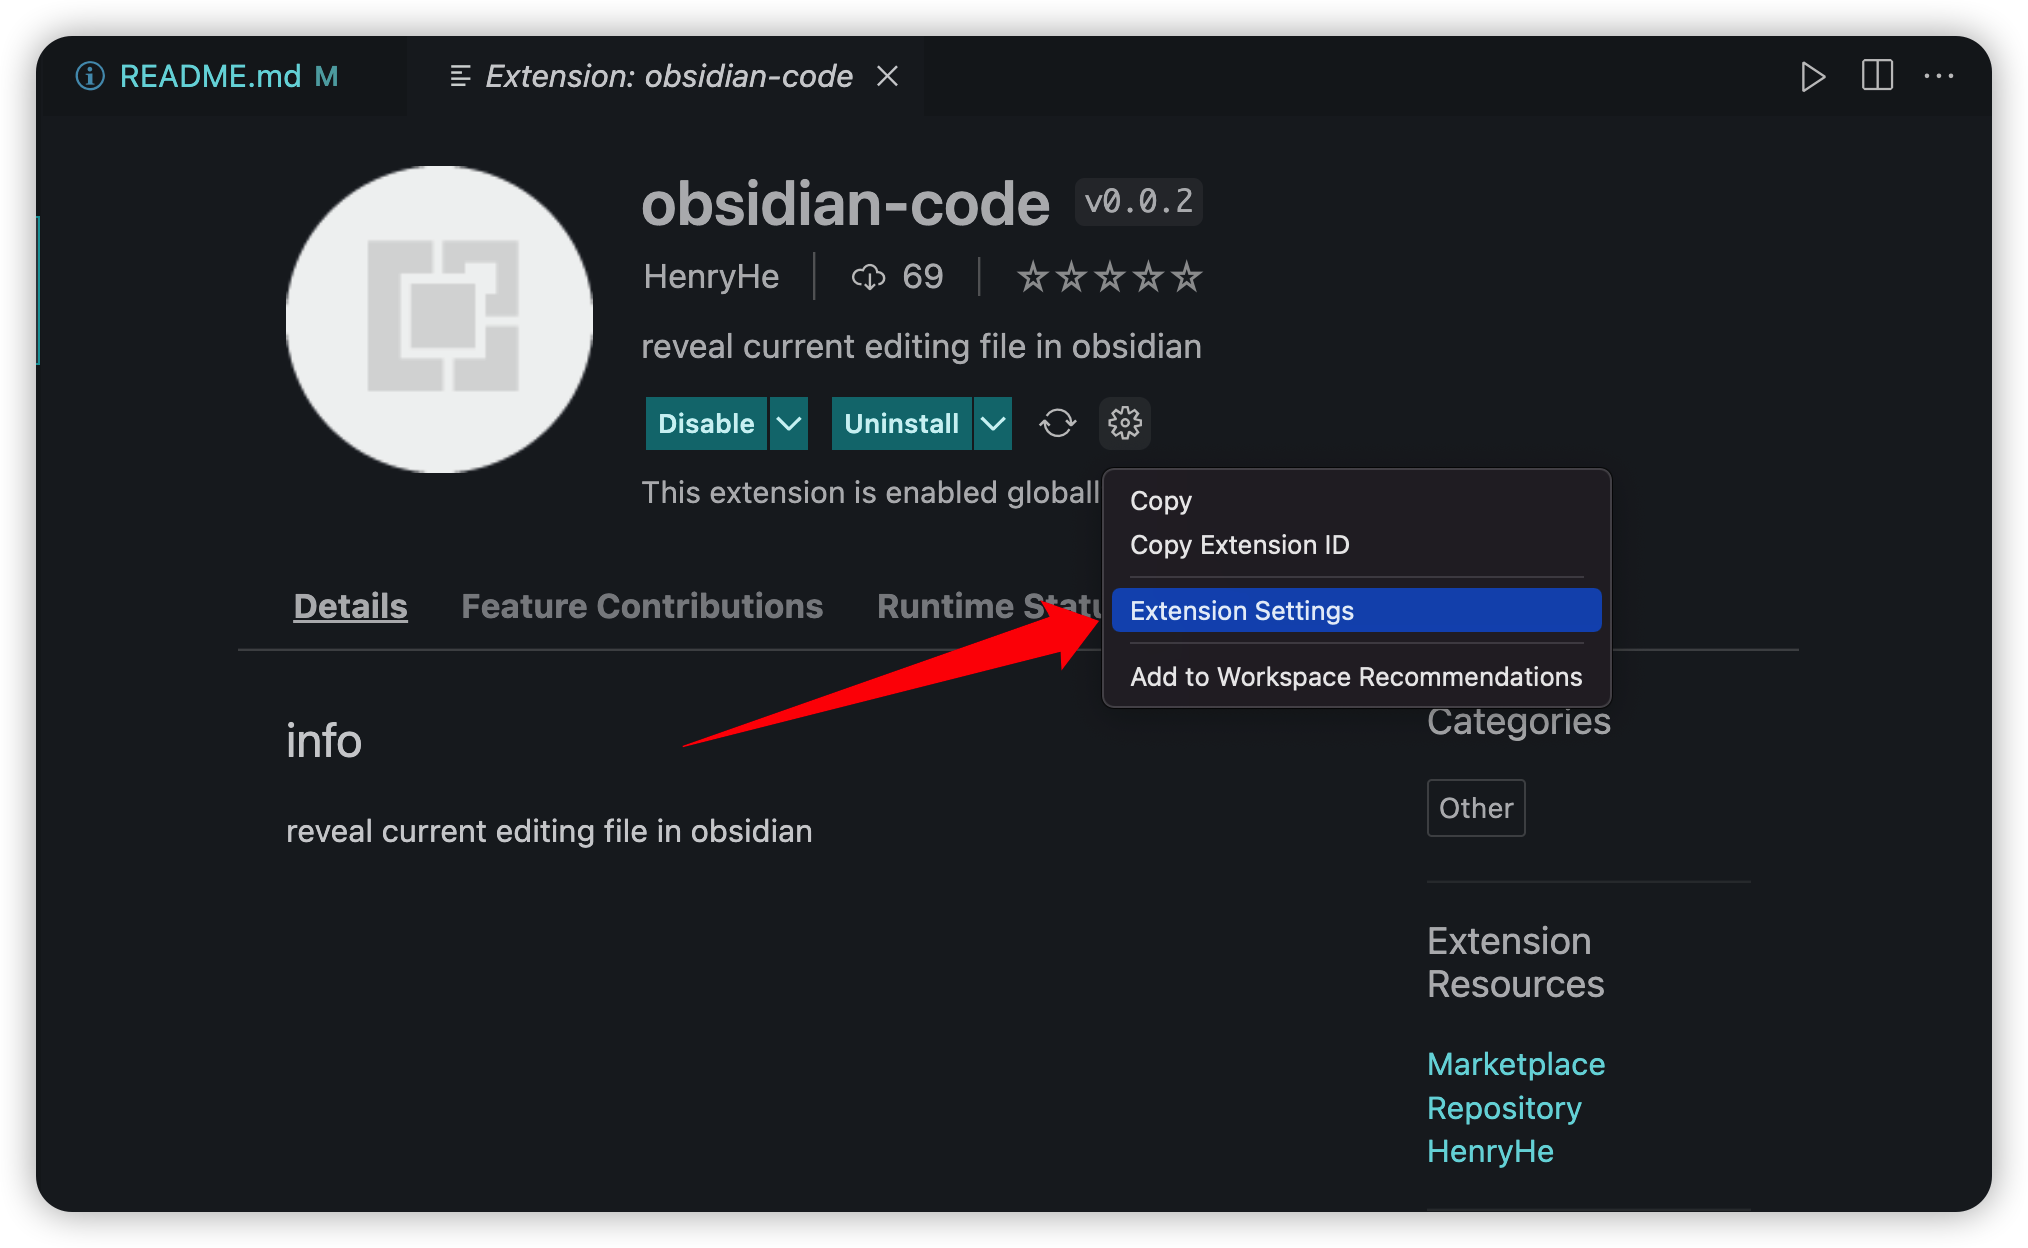 README.md M
Extension: obsidian-code
obsidian-code v0.0.2
HenryHe 69
reveal current editing file in obsidian
Disable Uninstall
This extension is enabled globall
Copy
Copy Extension ID
Extension Settings
Add to Workspace Recommendations
Details Feature Contributions Runtime Statu
info
reveal current editing file in obsidian
Categories
Other
Extension
Resources
Marketplace
Repository
HenryHe